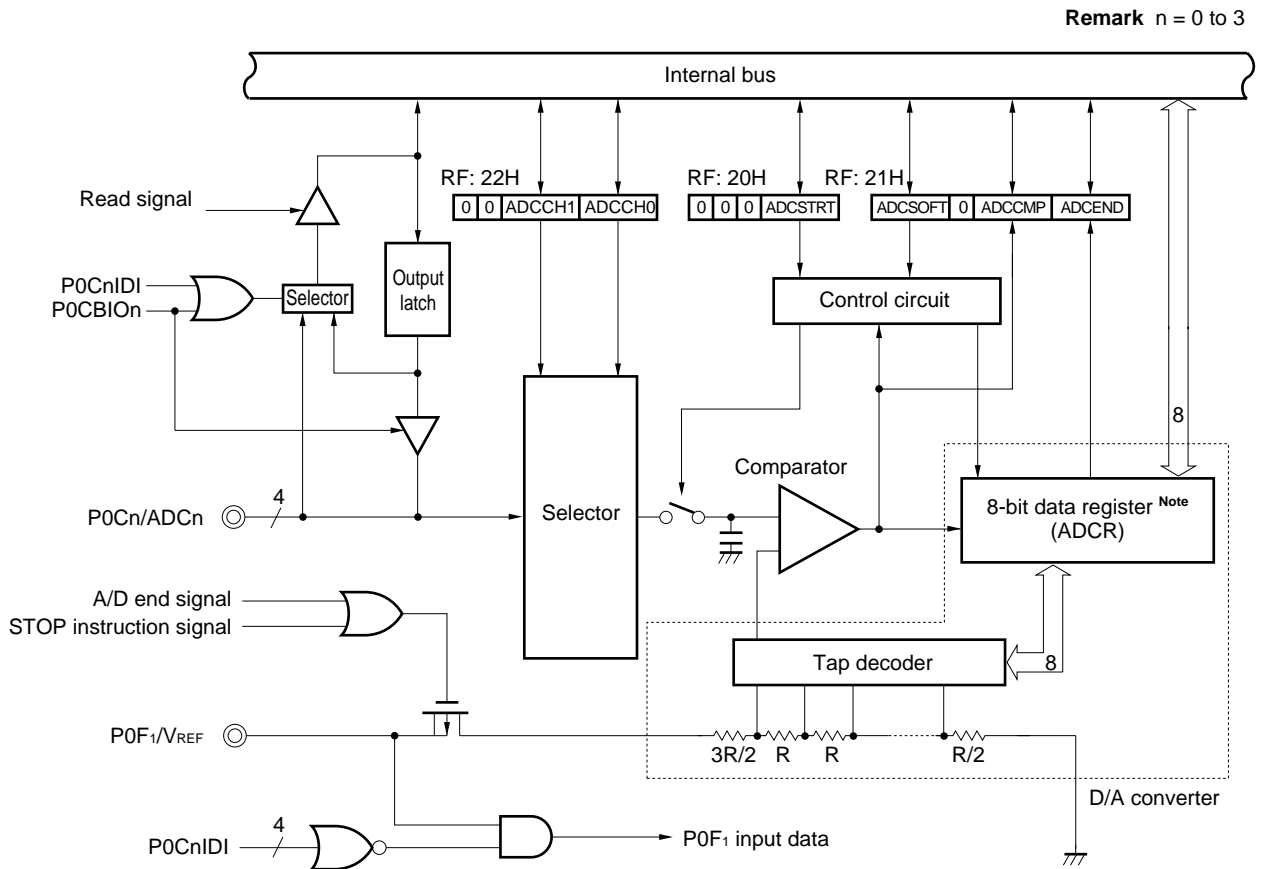 Remark n = 0 to 3
Internal bus
RF: 22H
RF: 20H
RF: 21H
0 0 ADCCH1 ADCCH0
0 0 0 ADCSTRT
ADCSOFT 0 ADCCMP ADCEND
Read signal
P0CnIDI
P0CBIOn
Selector
Output
latch
Control circuit
8
Comparator
P0Cn/ADCn
4
Selector
8-bit data register Note
(ADCR)
A/D end signal
STOP instruction signal
Tap decoder
8
P0F1/VREF
3R/2
R
R
R/2
D/A converter
P0CnIDI
4
P0F1 input data